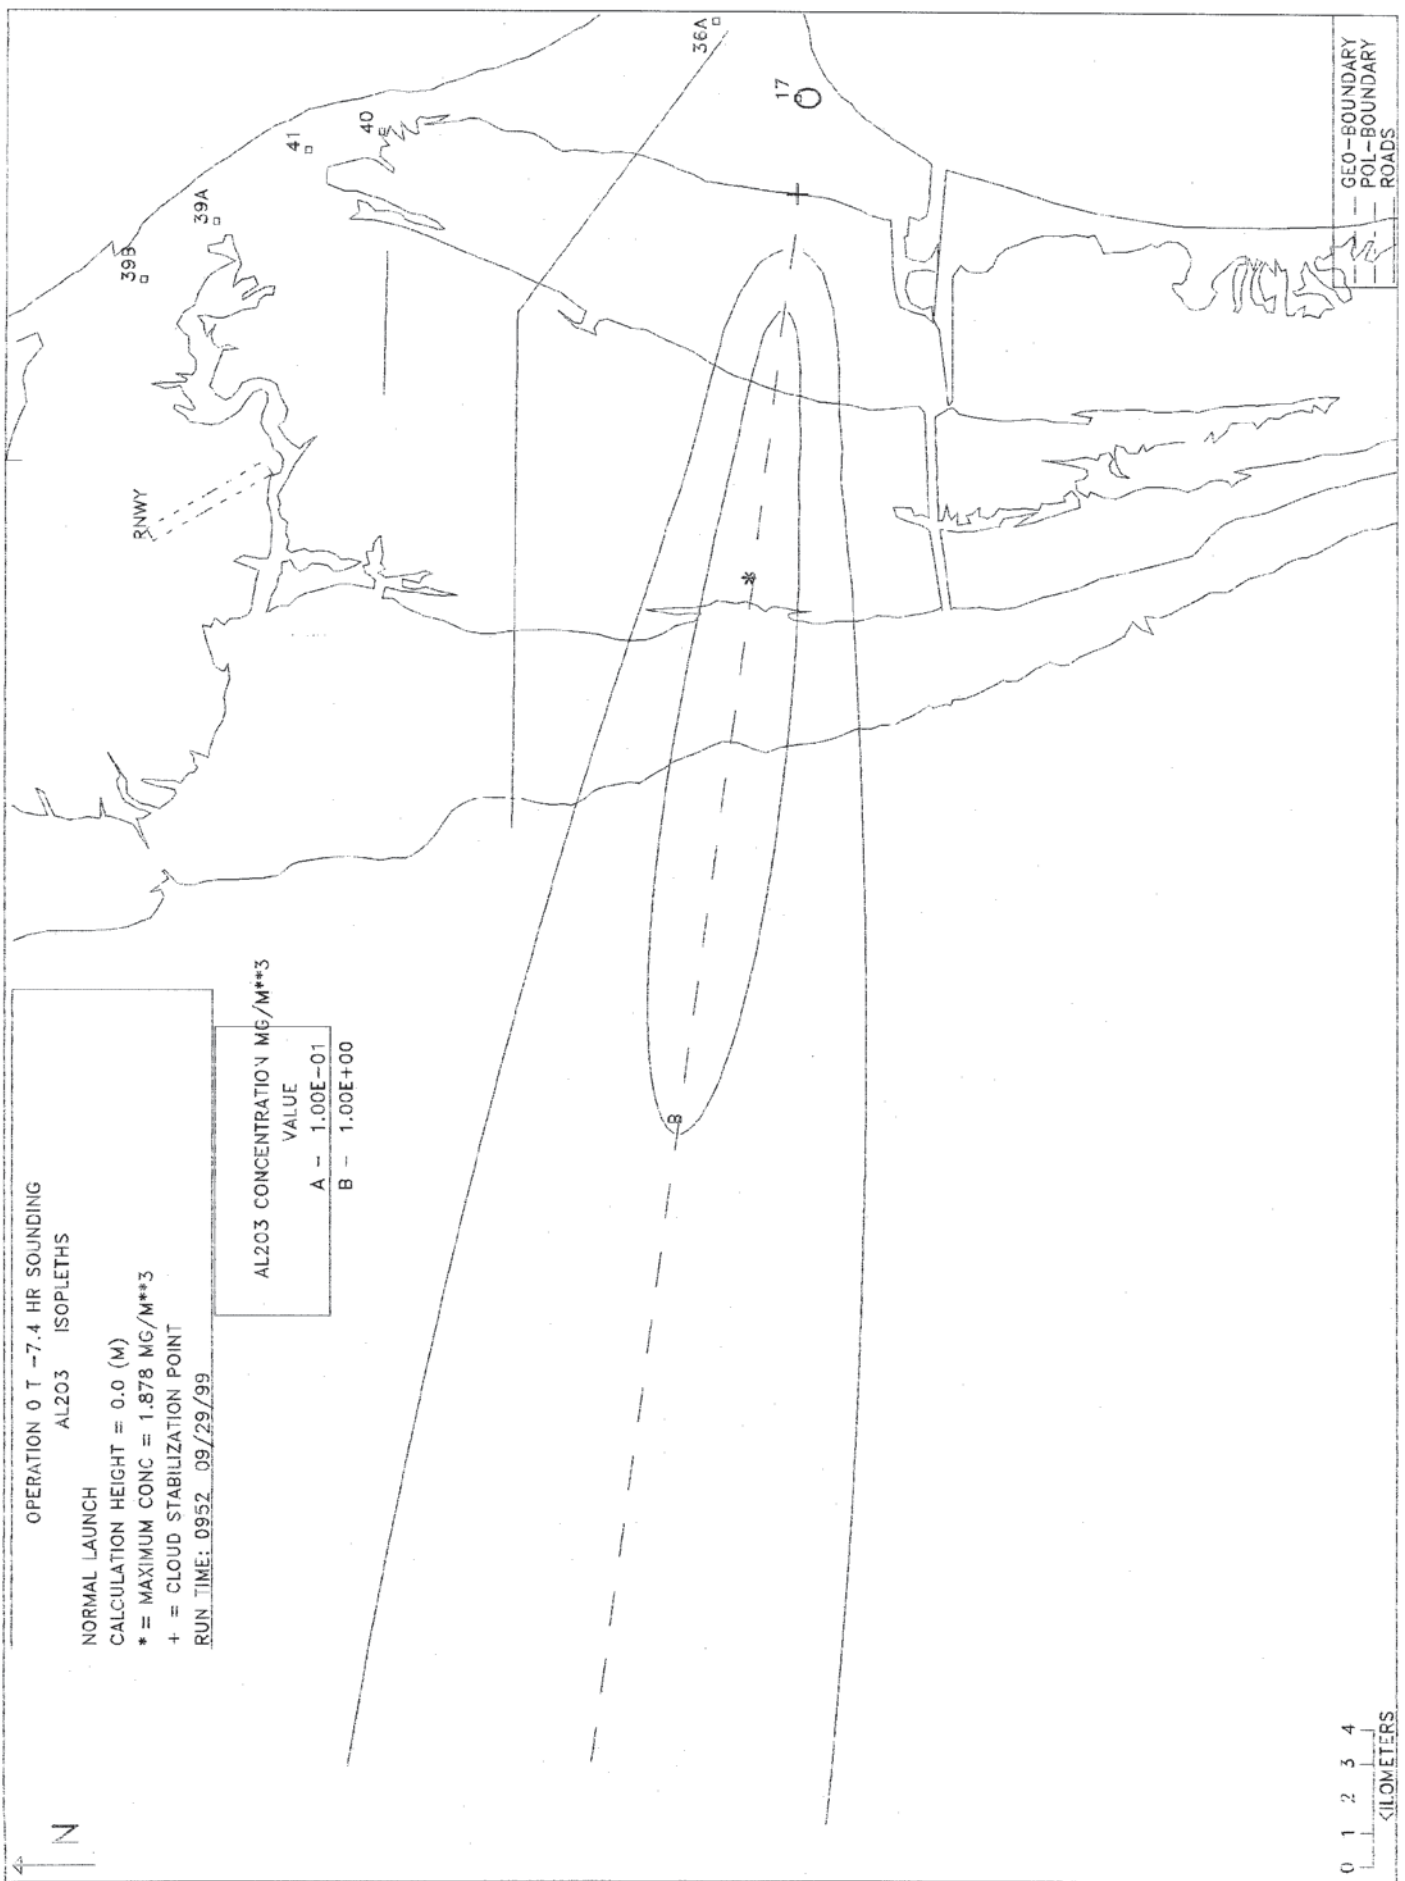 OPERATION 0 T -7.4 HR SOUNDING
AL203 ISOPLETHS
NORMAL LAUNCH
CALCULATION HEIGHT = 0.0 (M)
* = MAXIMUM CONC = 1.878 MG/M**3
+ = CLOUD STABILIZATION POINT
RUN TIME: 0952 09/29/99
AL203 CONCENTRATION MG/M**3
VALUE
A - 1.00E-01
B - 1.00E+00
N
RNWY
39B
39A
41
40
36A
17
*
+
B
0 1 2 3 4
KILOMETERS
GEO-BOUNDARY
POL-BOUNDARY
ROADS